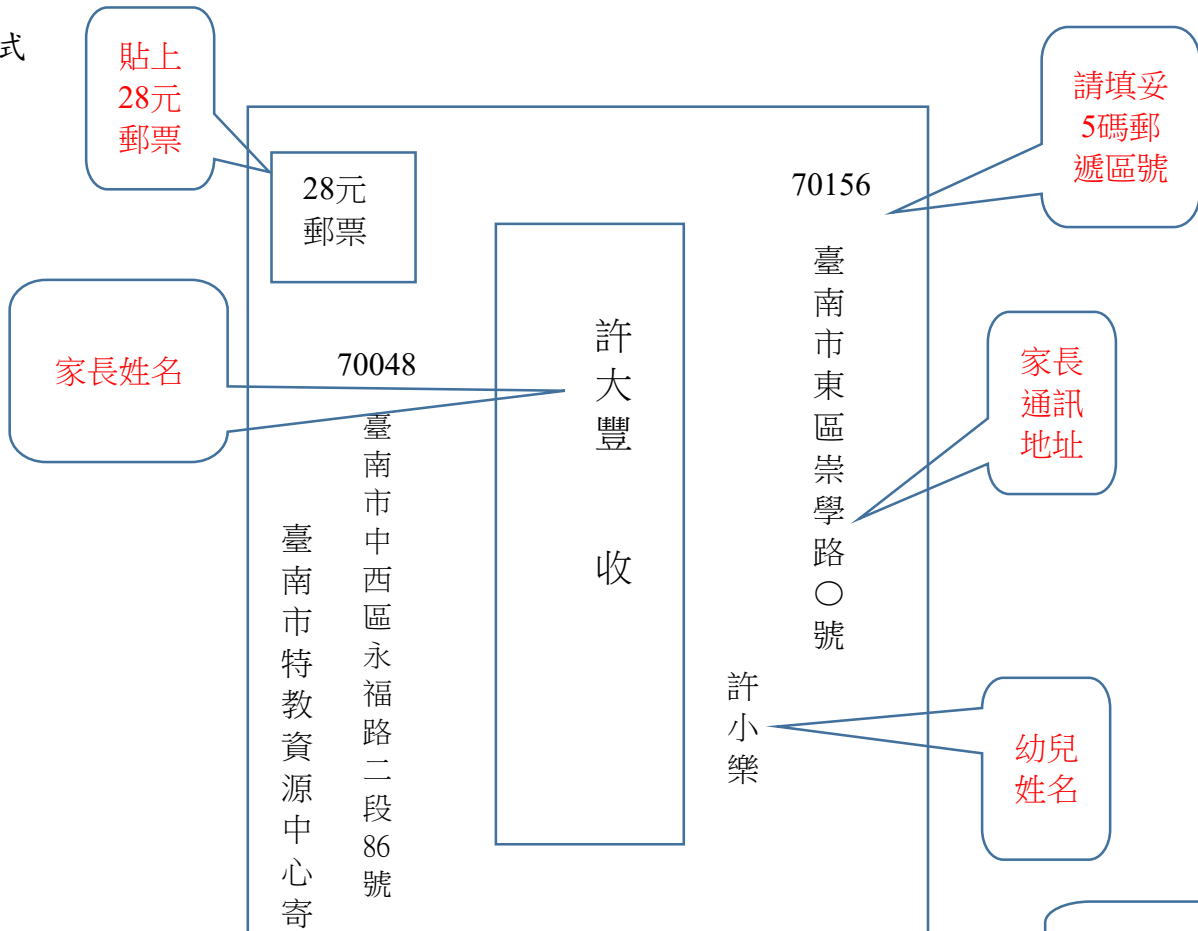 式
貼上
28元
郵票
請填妥
5碼郵
遞區號
28元
郵票
70156
臺南市東區崇學路〇號
家長
通訊
地址
許小樂
幼兒
姓名
許大豐 收
家長姓名
70048
臺南市中西區永福路二段86號
臺南市特教資源中心寄